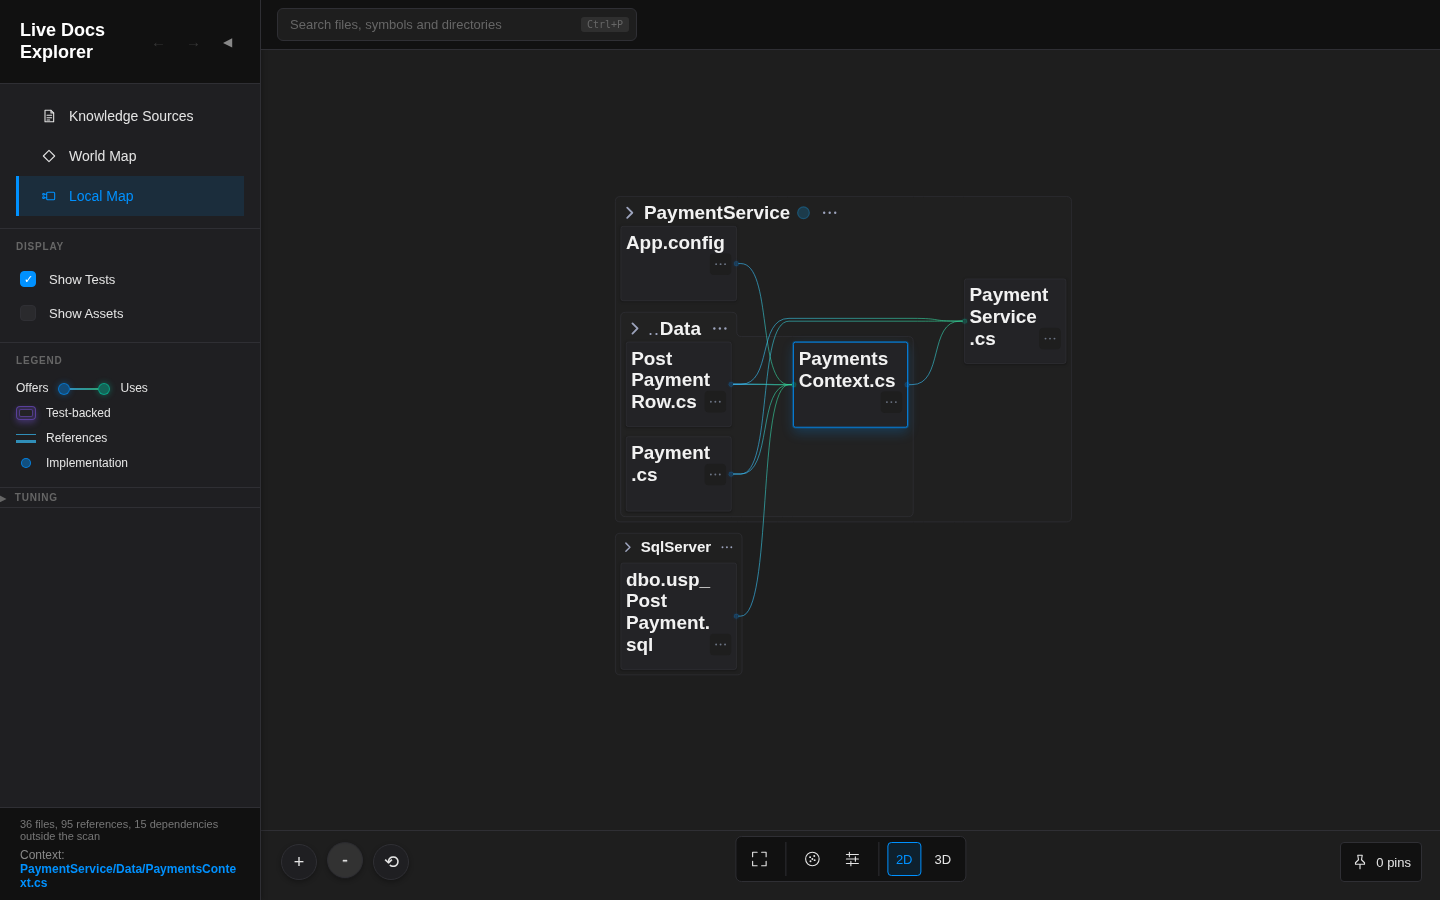 Live Docs
Explorer
Search files, symbols and directories
Ctrl+P
Knowledge Sources
World Map
Local Map
DISPLAY
Show Tests
Show Assets
LEGEND
Offers
Uses
Test-backed
References
Implementation
TUNING
36 files, 95 references, 15 dependencies
outside the scan
Context:
PaymentService/Data/PaymentsConte
xt.cs
PaymentService
App.config
..Data
Post
Payment
Row.cs
Payment
.cs
Payments
Context.cs
Payment
Service
.cs
SqlServer
dbo.usp_
Post
Payment.
sql
2D
3D
0 pins